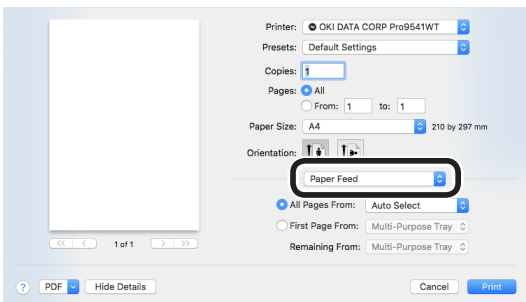 Printer: OKI DATA CORP Pro9541WT
Presets: Default Settings
Copies: 1
Pages: All
From: 1 to: 1
Paper Size: A4 210 by 297 mm
Orientation:
Paper Feed
All Pages From: Auto Select
First Page From: Multi-Purpose Tray
Remaining From: Multi-Purpose Tray
<< < 1 of 1 > >>
? PDF Hide Details Cancel Print